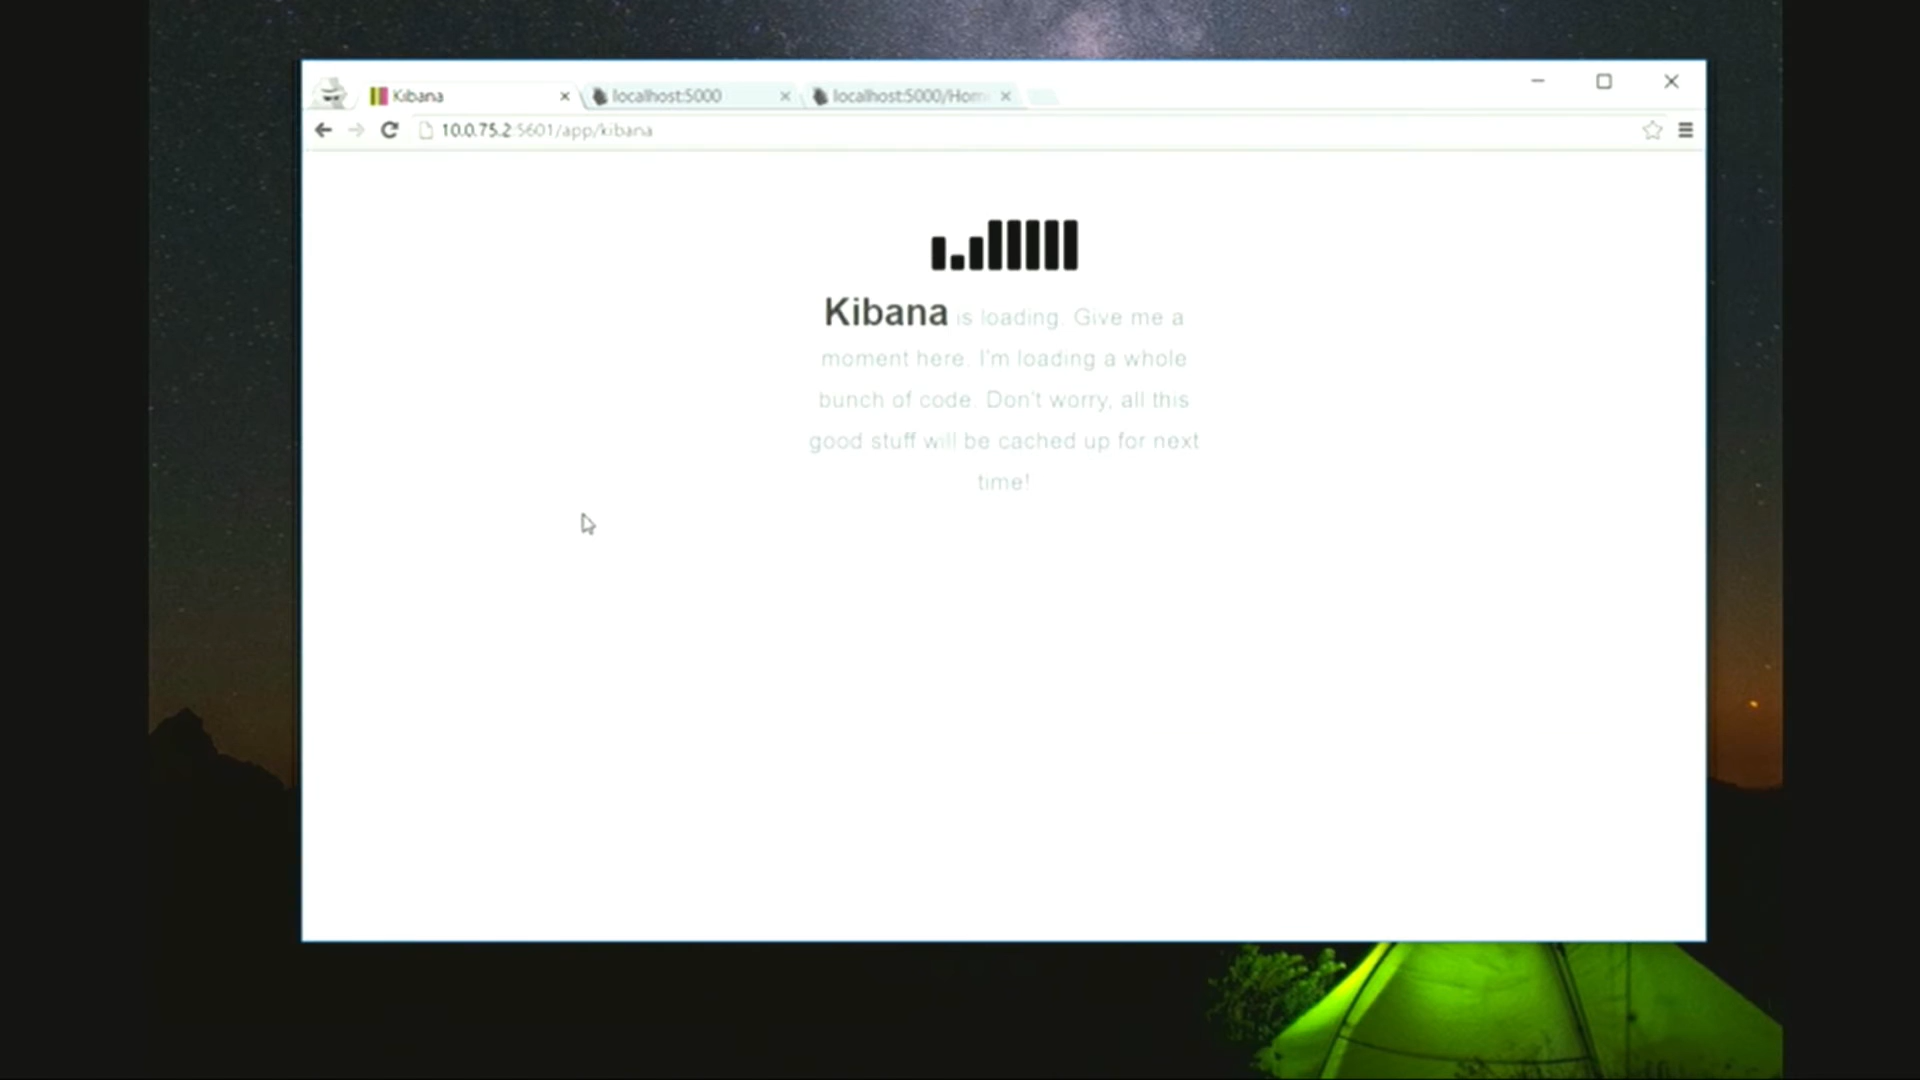 Kibana
localhost:5000
localhost:5000/Hom
10.0.75.2:5601/app/kibana
Kibana is loading. Give me a
moment here. I'm loading a whole
bunch of code. Don't worry, all this
good stuff will be cached up for next
time!